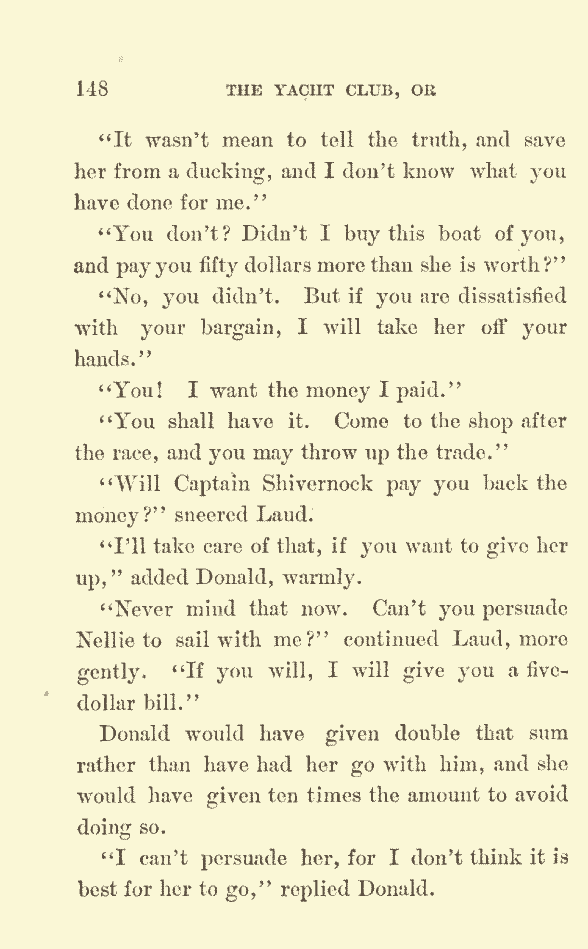 148 THE YACHT CLUB, OR
"It wasn't mean to tell the truth, and save
her from a ducking, and I don't know what you
have done for me."
"You don't? Didn't I buy this boat of you,
and pay you fifty dollars more than she is worth?"
"No, you didn't. But if you are dissatisfied
with your bargain, I will take her off your
hands."
"You! I want the money I paid."
"You shall have it. Come to the shop after
the race, and you may throw up the trade."
"Will Captain Shivernock pay you back the
money?" sneered Laud.
"I'll take care of that, if you want to give her
up," added Donald, warmly.
"Never mind that now. Can't you persuade
Nellie to sail with me?" continued Laud, more
gently. "If you will, I will give you a five-
dollar bill."
Donald would have given double that sum
rather than have had her go with him, and she
would have given ten times the amount to avoid
doing so.
"I can't persuade her, for I don't think it is
best for her to go," replied Donald.